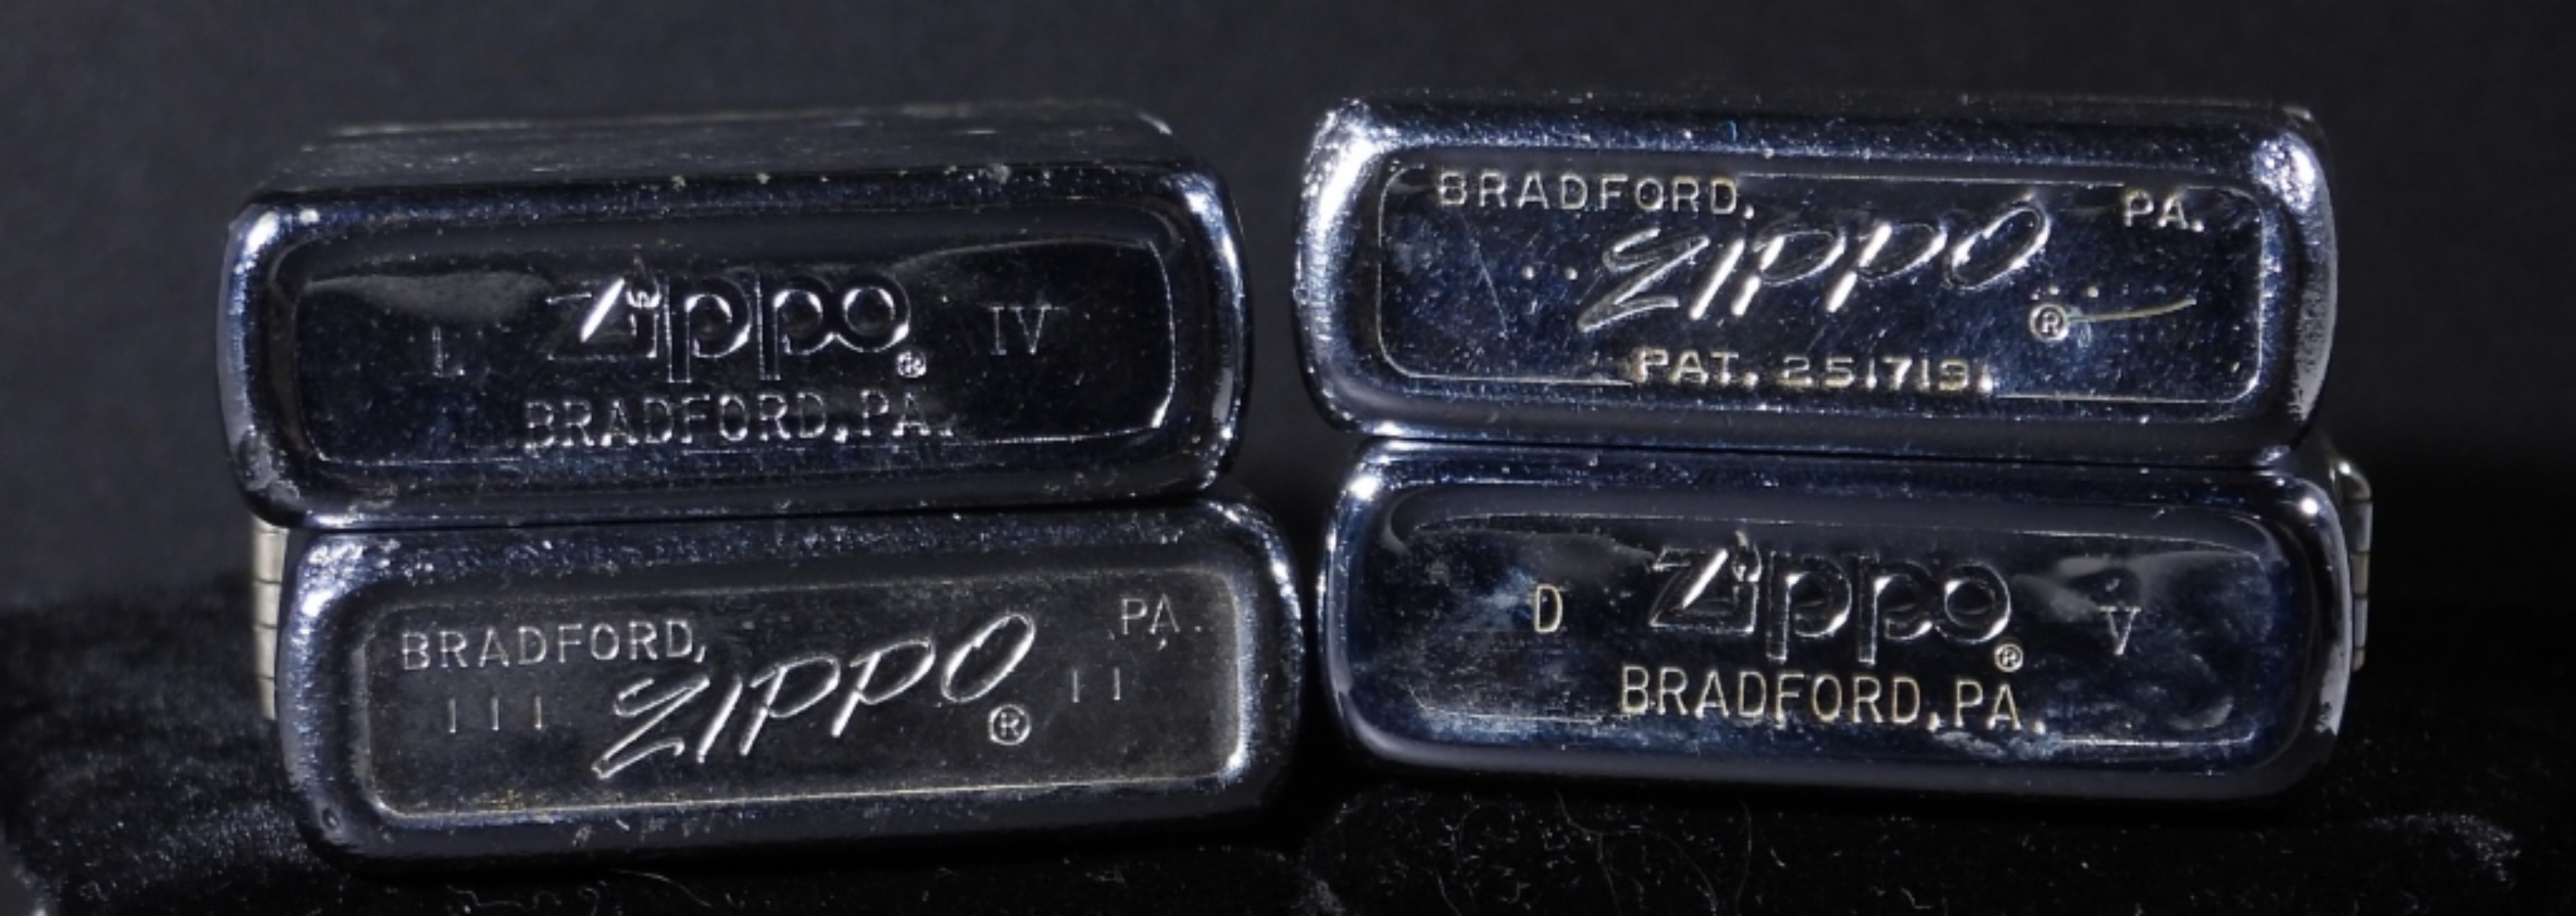 L Zippo® IV
BRADFORD, PA.
BRADFORD, PA.
Zippo®
PAT. 2517191
BRADFORD, PA.
III Zippo® II
D Zippo® V
BRADFORD, PA.